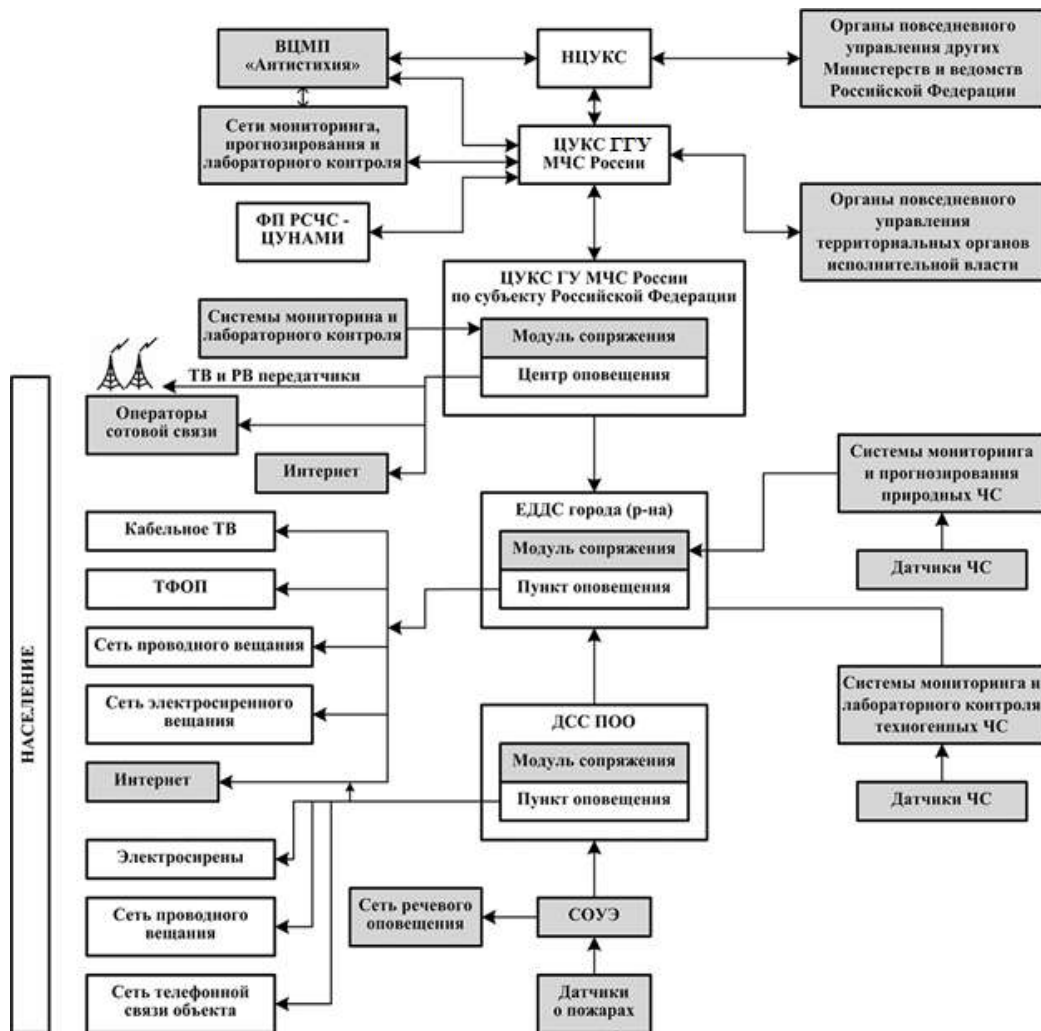 ВЦМП
«Антистихия»
НЦУКС
Органы повседневного
управления других
Министерств и ведомств
Российской Федерации
Сети мониторинга,
прогнозирования и
лабораторного контроля
ЦУКС ГГУ
МЧС России
ФП РСЧС -
ЦУНАМИ
Органы повседневного
управления
территориальных органов
исполнительной власти
ЦУКС ГУ МЧС России
по субъекту Российской Федерации
Системы мониторина и
лабораторного контроля
Модуль сопряжения
Центр оповещения
ТВ и РВ передатчики
Операторы
сотовой связи
Интернет
Системы мониторинга
и прогнозирования
природных ЧС
ЕДДС города (р-на)
Модуль сопряжения
Пункт оповещения
Датчики ЧС
Кабельное ТВ
ТФОП
Сеть проводного вещания
Сеть электросиренного
вещания
Интернет
НАСЕЛЕНИЕ
Системы мониторинга и
лабораторного контроля
техногенных ЧС
Датчики ЧС
ДСС ПОО
Модуль сопряжения
Пункт оповещения
Электросирены
Сеть проводного
вещания
Сеть телефонной
связи объекта
Сеть речевого
оповещения
СОУЭ
Датчики
о пожарах